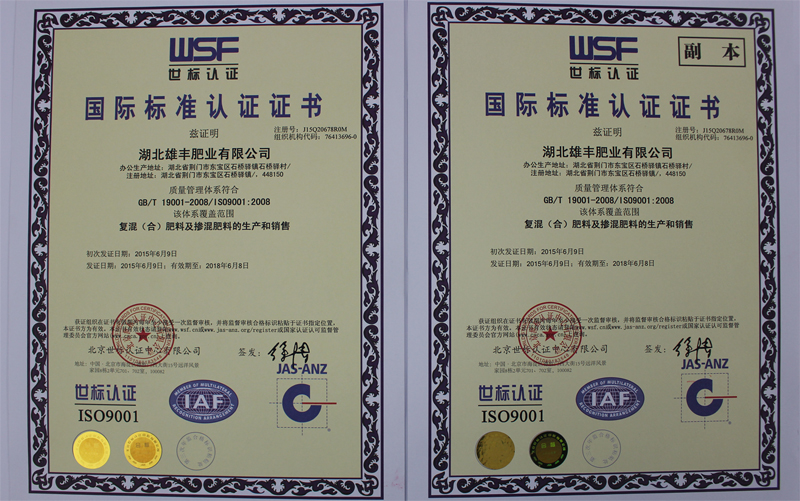 WSF
世标认证
国际标准认证证书
兹证明
注册号：J15Q20678R0M
组织机构代码：76413696-0
湖北雄丰肥业有限公司
办公生产地址：湖北省荆门市东宝区石桥驿镇石桥驿村/
注册地址：湖北省荆门市东宝区石桥驿镇/，448150
质量管理体系符合
GB/T 19001-2008/ISO9001:2008
该体系覆盖范围
复混（合）肥料及掺混肥料的生产和销售
初次发证日期：2015年6月9日
发证日期：2015年6月9日；有效期至：2018年6月8日
北京世标认证中心有限公司
签发：
JAS-ANZ
世标认证
ISO9001
MEMBER OF MULTILATERAL
IAF
RECOGNITION ARRANGEMENT
WSF
世标认证
副 本
国际标准认证证书
兹证明
注册号：J15Q20678R0M
组织机构代码：76413696-0
湖北雄丰肥业有限公司
办公生产地址：湖北省荆门市东宝区石桥驿镇石桥驿村/
注册地址：湖北省荆门市东宝区石桥驿镇/，448150
质量管理体系符合
GB/T 19001-2008/ISO9001:2008
该体系覆盖范围
复混（合）肥料及掺混肥料的生产和销售
初次发证日期：2015年6月9日
发证日期：2015年6月9日；有效期至：2018年6月8日
北京世标认证中心有限公司
签发：
JAS-ANZ
世标认证
ISO9001
MEMBER OF MULTILATERAL
IAF
RECOGNITION ARRANGEMENT